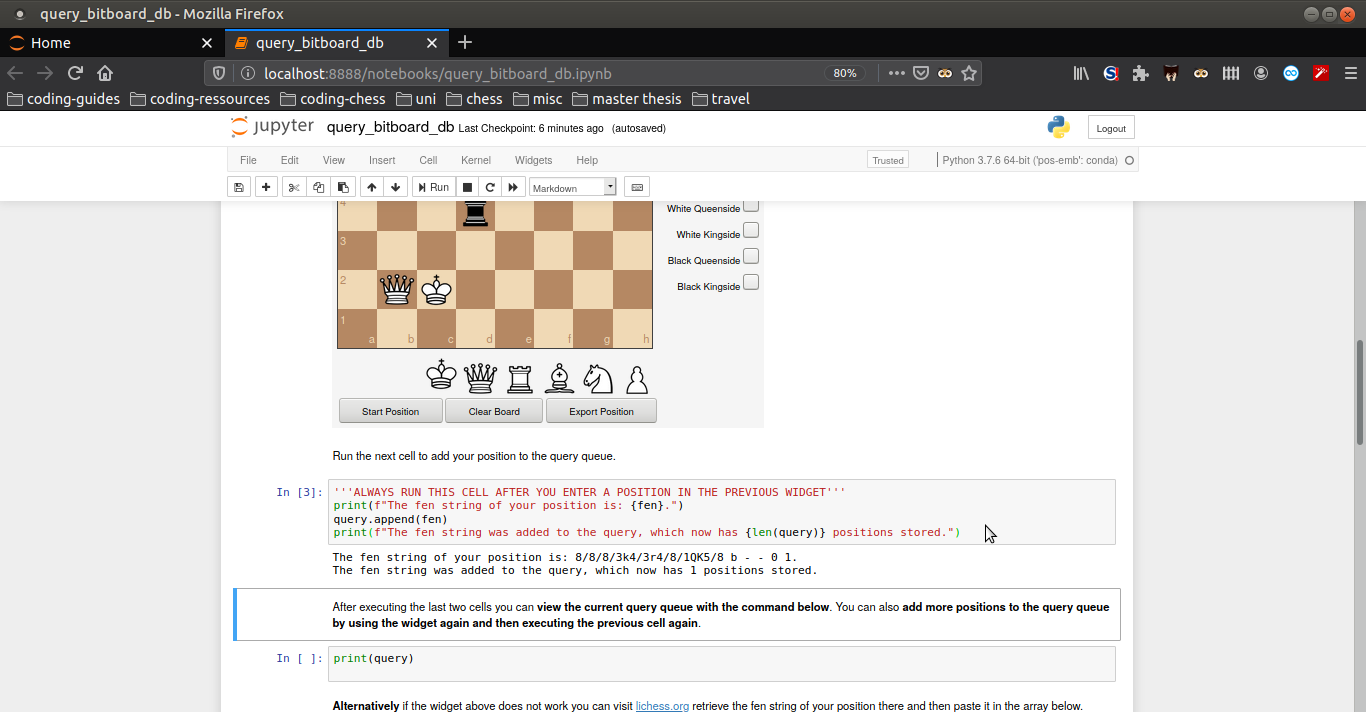 query_bitboard_db - Mozilla Firefox
Home
query_bitboard_db
localhost:8888/notebooks/query_bitboard_db.ipynb
80%
coding-guides
coding-ressources
coding-chess
uni
chess
misc
master thesis
travel
jupyter query_bitboard_db Last Checkpoint: 6 minutes ago (autosaved)
Logout
File Edit View Insert Cell Kernel Widgets Help
Trusted
Python 3.7.6 64-bit ('pos-emb': conda)
Run
Markdown
4
3
2
1
a b c d e f g h
White Queenside
White Kingside
Black Queenside
Black Kingside
Start Position
Clear Board
Export Position
Run the next cell to add your position to the query queue.
In [3]:
'''ALWAYS RUN THIS CELL AFTER YOU ENTER A POSITION IN THE PREVIOUS WIDGET'''
print(f"The fen string of your position is: {fen}.")
query.append(fen)
print(f"The fen string was added to the query, which now has {len(query)} positions stored.")
The fen string of your position is: 8/8/8/3k4/3r4/8/1QK5/8 b - - 0 1.
The fen string was added to the query, which now has 1 positions stored.
After executing the last two cells you can view the current query queue with the command below. You can also add more positions to the query queue
by using the widget again and then executing the previous cell again.
In [ ]:
print(query)
Alternatively if the widget above does not work you can visit lichess.org retrieve the fen string of your position there and then paste it in the array below.